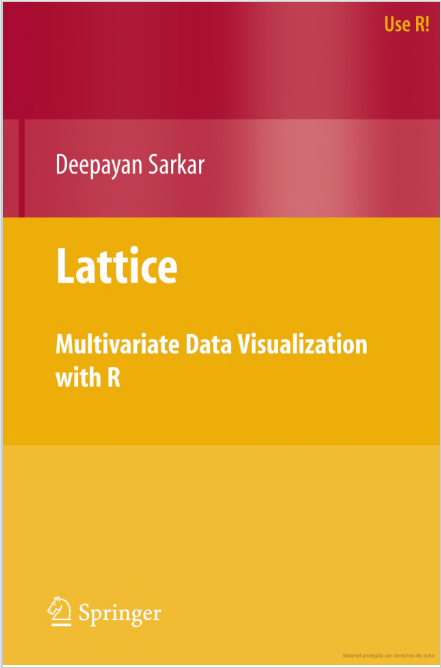 Use R!
Deepayan Sarkar
Lattice
Multivariate Data Visualization
with R
Springer
Material protegido por derechos de autor